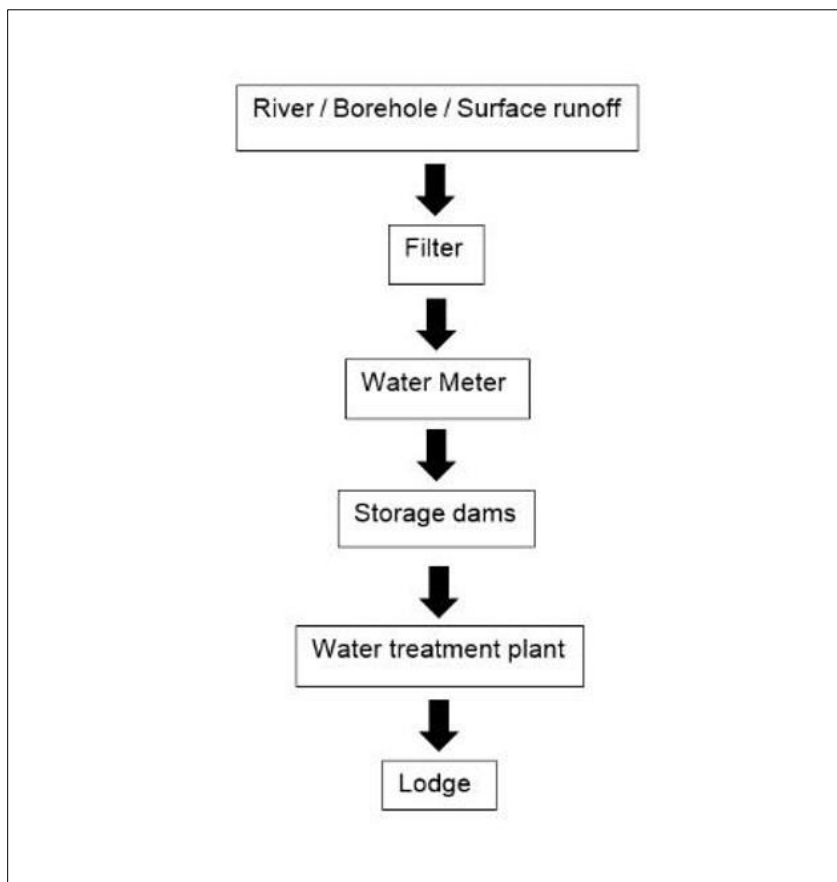 River / Borehole / Surface runoff
Filter
Water Meter
Storage dams
Water treatment plant
Lodge